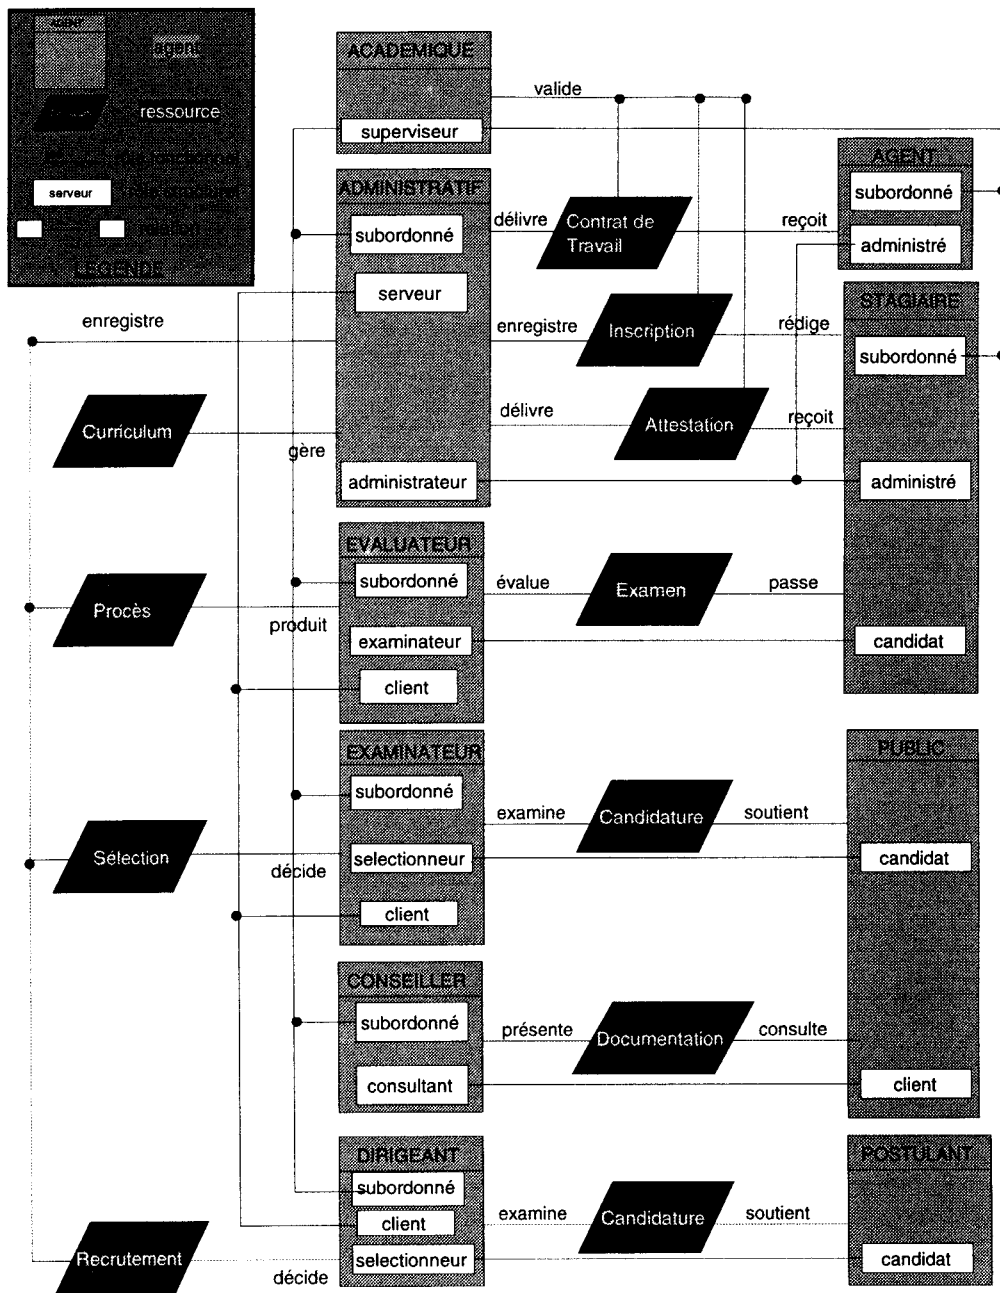 AGENT
agent
ressource
serveur
LEGENDE
ACADEMIQUE
valide
superviseur
AGENT
subordonné
administré
ADMINISTRATIF
subordonné
délivre
Contrat de
Travail
reçoit
serveur
enregistre
enregistre
Inscription
rédige
STAGIAIRE
subordonné
Curriculum
gère
délivre
Attestation
reçoit
administrateur
administré
EVALUATEUR
subordonné
évalue
Examen
passe
Procès
produit
examinateur
candidat
client
EXAMINATEUR
subordonné
examine
Candidature
soutient
PUBLIC
Sélection
décide
selectionneur
candidat
client
CONSEILLER
subordonné
présente
Documentation
consulte
consultant
client
DIRIGEANT
subordonné
client
examine
Candidature
soutient
POSTULANT
Recrutement
décide
selectionneur
candidat